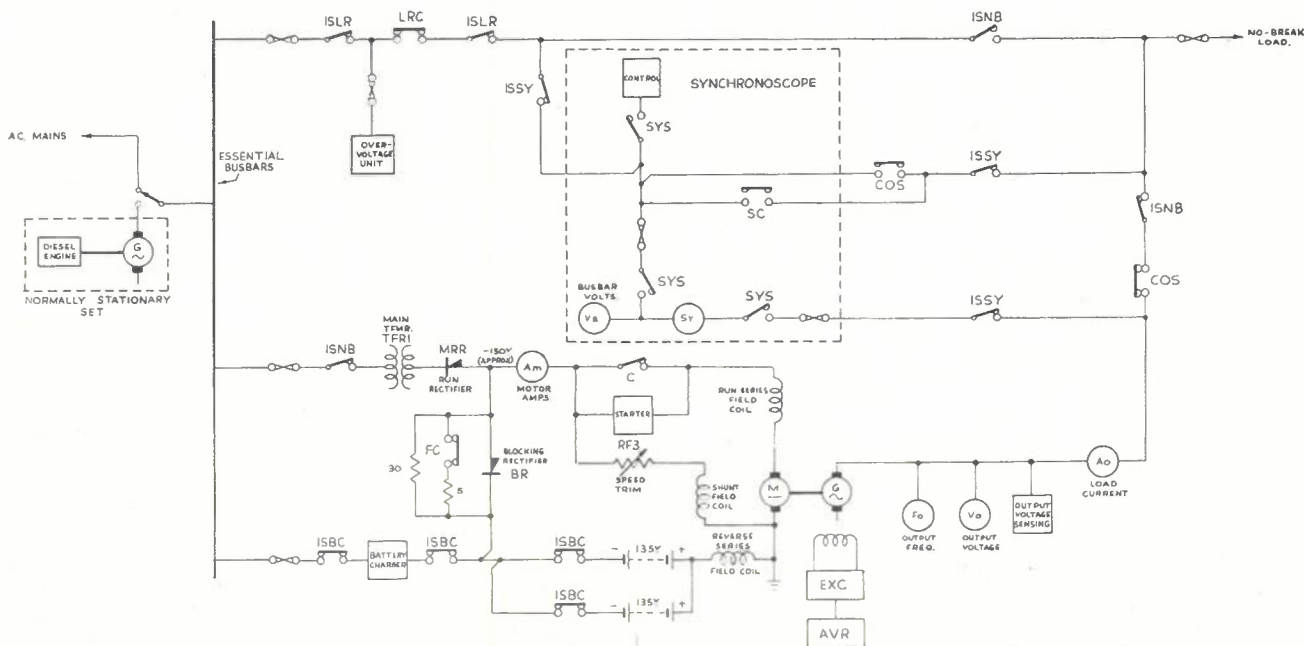 ISLR
LRC
ISLR
ISNB
NO-BREAK
LOAD.
ISSY
CONTROL
SYNCHRONOSCOPE
SYS
AC, MAINS
ESSENTIAL
BUSBARS
OVER-
VOLTAGE
UNIT
COS
ISSY
SC
ISNB
DIESEL
ENGINE
G
NORMALLY STATIONARY
SET
SYS
BUSBAR
VOLTS.
VB
SY
SYS
ISSY
COS
MAIN
TFMR.
TFR1
ISNB
MRR
RUN
RECTIFIER
-150V
(APPROX)
Am
MOTOR
AMPS.
C
STARTER
RUN SERIES
FIELD
COIL
30
FC
5
BLOCKING
RECTIFIER
BR
RF3
SPEED
TRIM
SHUNT
FIELD
COIL
M
G
Fo
OUTPUT
FREQ.
Vo
OUTPUT
VOLTAGE
OUTPUT
VOLTAGE
SENSING
Ao
LOAD
CURRENT
ISBC
BATTERY
CHARGER
ISBC
ISBC
- 135V +
REVERSE
SERIES
FIELD COIL
ISBC
- 135V +
EXC
AVR